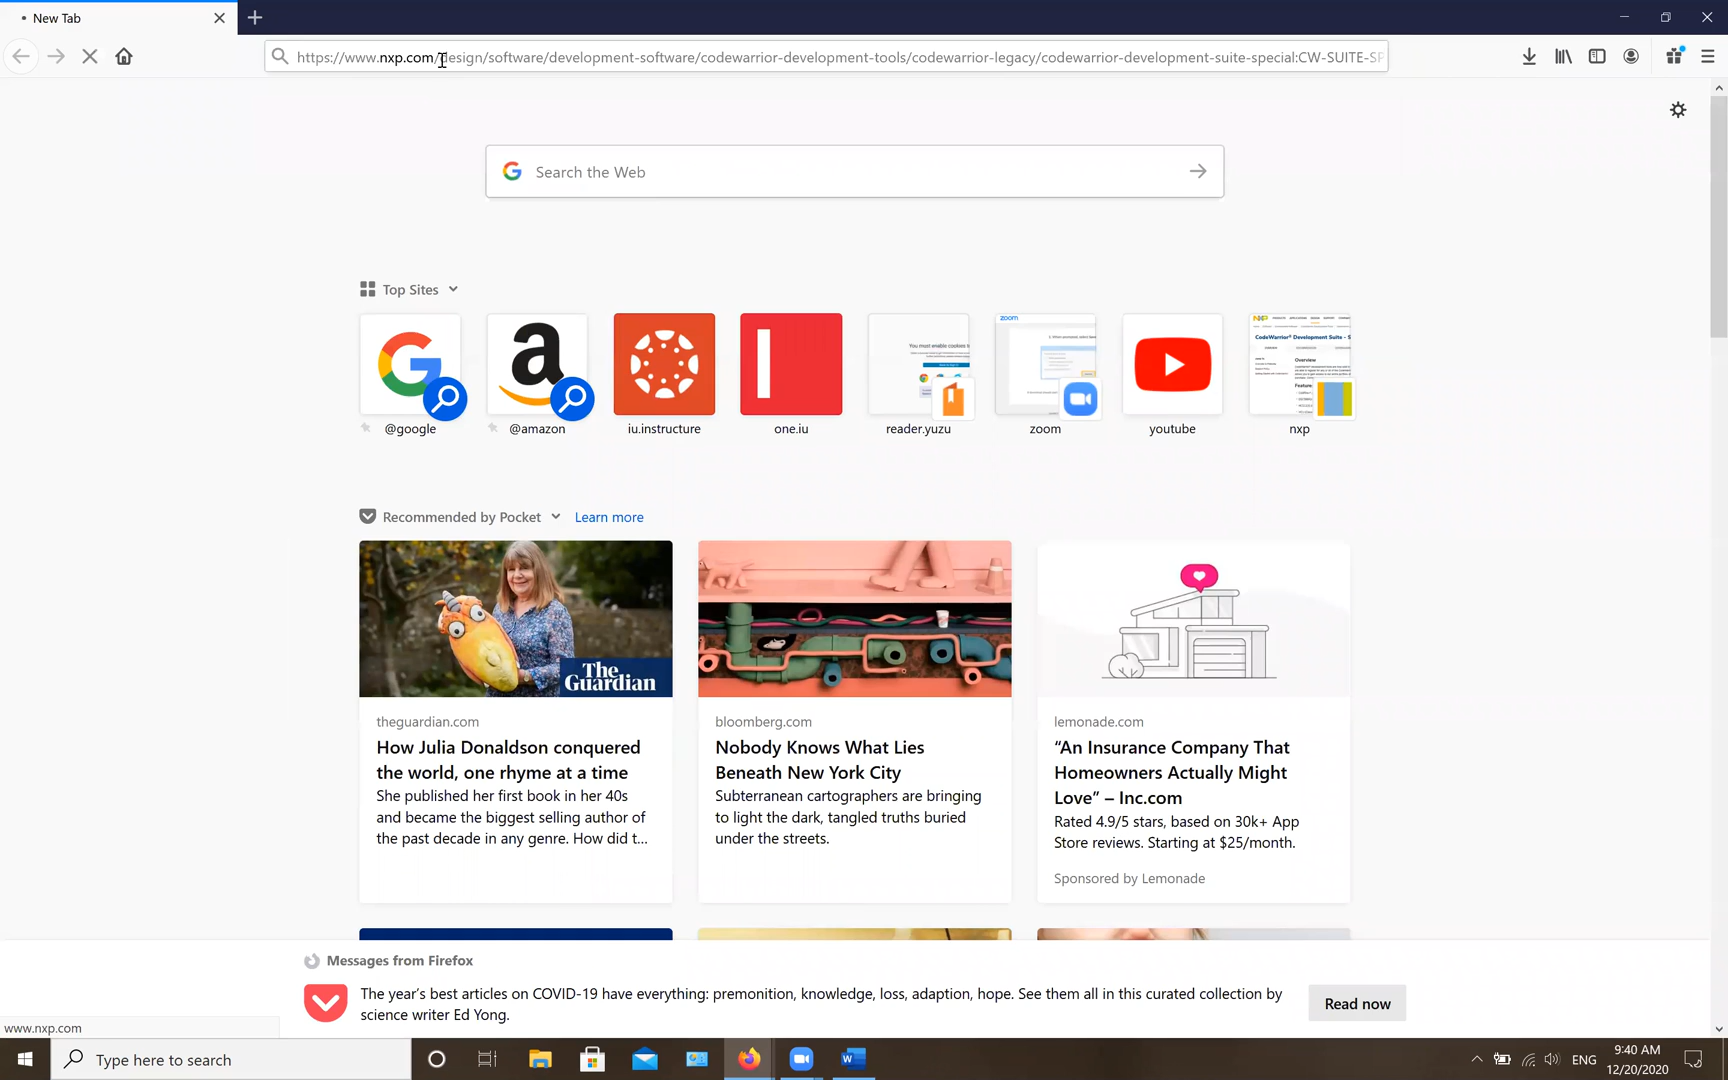 New Tab
https://www.nxp.com/design/software/development-software/codewarrior-development-tools/codewarrior-legacy/codewarrior-development-suite-special:CW-SUITE-SP
Search the Web
Top Sites
zoom
@google
@amazon
iu.instructure
one.iu
reader.yuzu
zoom
youtube
nxp
Recommended by Pocket
Learn more
The Guardian
theguardian.com
How Julia Donaldson conquered
the world, one rhyme at a time
She published her first book in her 40s
and became the biggest selling author of
the past decade in any genre. How did t...
bloomberg.com
Nobody Knows What Lies
Beneath New York City
Subterranean cartographers are bringing
to light the dark, tangled truths buried
under the streets.
lemonade.com
“An Insurance Company That
Homeowners Actually Might
Love” – Inc.com
Rated 4.9/5 stars, based on 30k+ App
Store reviews. Starting at $25/month.
Sponsored by Lemonade
Messages from Firefox
The year’s best articles on COVID-19 have everything: premonition, knowledge, loss, adaption, hope. See them all in this curated collection by
science writer Ed Yong.
Read now
www.nxp.com
Type here to search
ENG
9:40 AM
12/20/2020